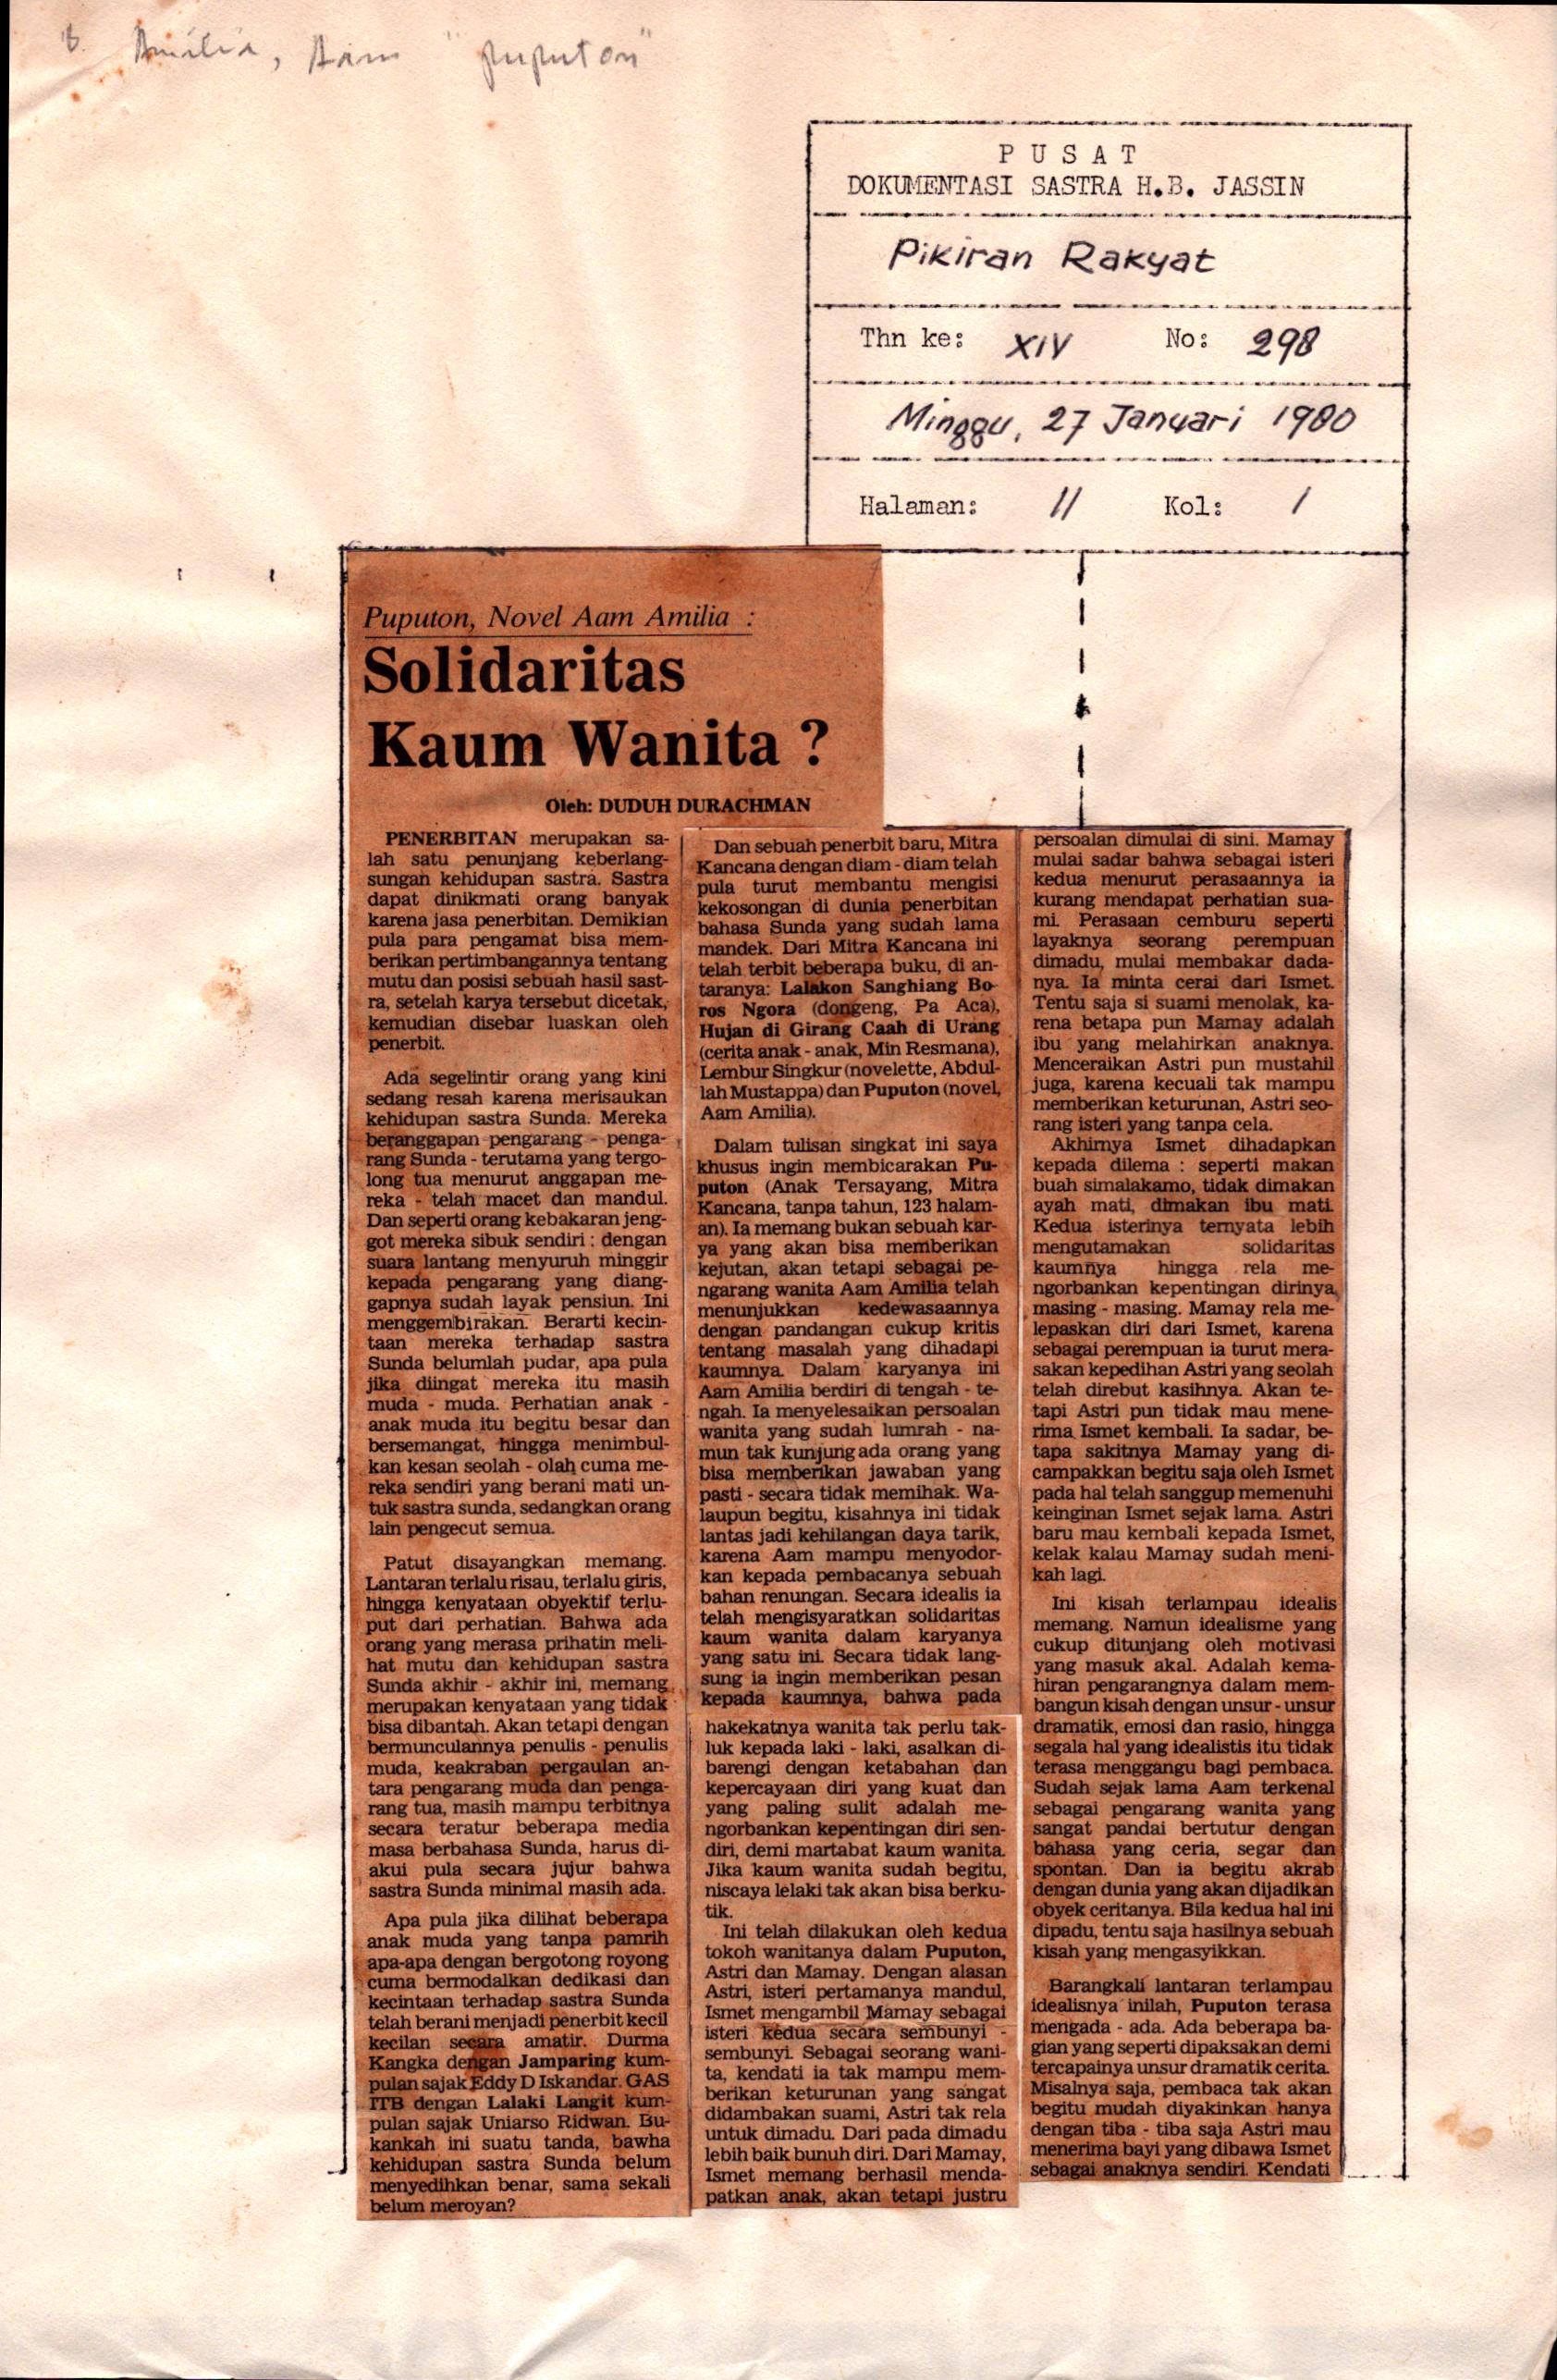 Amilia, Aam "puputon"
P U S A T
DOKUMENTASI SASTRA H.B. JASSIN
Pikiran Rakyat
Thn ke: XIV No: 298
Minggu, 27 Januari 1980
Halaman: 11 Kol: 1
Puputon, Novel Aam Amilia :
Solidaritas
Kaum Wanita ?
Oleh: DUDUH DURACHMAN
PENERBITAN merupakan sa-
lah satu penunjang keberlang-
sungan kehidupan sastra. Sastra
dapat dinikmati orang banyak
karena jasa penerbitan. Demikian
pula para pengamat bisa mem-
berikan pertimbangannya tentang
mutu dan posisi sebuah hasil sast-
ra, setelah karya tersebut dicetak,
kemudian disebar luaskan oleh
penerbit.
Ada segelintir orang yang kini
sedang resah karena merisaukan
kehidupan sastra Sunda. Mereka
beranggapan pengarang - penga-
rang Sunda - terutama yang tergo-
long tua menurut anggapan me-
reka - telah macet dan mandul.
Dan seperti orang kebakaran jeng-
got mereka sibuk sendiri : dengan
suara lantang menyuruh minggir
kepada pengarang yang diang-
gapnya sudah layak pensiun. Ini
menggembirakan. Berarti kecin-
taan mereka terhadap sastra
Sunda belumlah pudar, apa pula
jika diingat mereka itu masih
muda - muda. Perhatian anak -
anak muda itu begitu besar dan
bersemangat, hingga menimbul-
kan kesan seolah - olah cuma me-
reka sendiri yang berani mati un-
tuk sastra sunda, sedangkan orang
lain pengecut semua.
Patut disayangkan memang.
Lantaran terlalu risau, terlalu giris,
hingga kenyataan obyektif terlu-
put dari perhatian. Bahwa ada
orang yang merasa prihatin meli-
hat mutu dan kehidupan sastra
Sunda akhir - akhir ini, memang
merupakan kenyataan yang tidak
bisa dibantah. Akan tetapi dengan
bermunculannya penulis - penulis
muda, keakraban pergaulan an-
tara pengarang muda dan penga-
rang tua, masih mampu terbitnya
secara teratur beberapa media
masa berbahasa Sunda, harus di-
akui pula secara jujur bahwa
sastra Sunda minimal masih ada.
Apa pula jika dilihat beberapa
anak muda yang tanpa pamrih
apa-apa dengan bergotong royong
cuma bermodalkan dedikasi dan
kecintaan terhadap sastra Sunda
telah berani menjadi penerbit kecil
kecilan secara amatir. Durma
Kangka dengan Jamparing kum-
pulan sajak Eddy D Iskandar. GAS
ITB dengan Lalaki Langit kum-
pulan sajak Uniarso Ridwan. Bu-
kankah ini suatu tanda, bawha
kehidupan sastra Sunda belum
menyedihkan benar, sama sekali
belum meroyan?
Dan sebuah penerbit baru, Mitra
Kancana dengan diam - diam telah
pula turut membantu mengisi
kekosongan di dunia penerbitan
bahasa Sunda yang sudah lama
mandek. Dari Mitra Kancana ini
telah terbit beberapa buku, di an-
taranya: Lalakon Sanghiang Bo-
ros Ngora (dongeng, Pa Aca),
Hujan di Girang Caah di Urang
(cerita anak - anak, Min Resmana),
Lembur Singkur (novelette, Abdul-
lah Mustappa) dan Puputon (novel,
Aam Amilia).
Dalam tulisan singkat ini saya
khusus ingin membicarakan Pu-
puton (Anak Tersayang, Mitra
Kancana, tanpa tahun, 123 halam-
an). Ia memang bukan sebuah kar-
ya yang akan bisa memberikan
kejutan, akan tetapi sebagai pe-
ngarang wanita Aam Amilia telah
menunjukkan kedewasaannya
dengan pandangan cukup kritis
tentang masalah yang dihadapi
kaumnya. Dalam karyanya ini
Aam Amilia berdiri di tengah - te-
ngah. Ia menyelesaikan persoalan
wanita yang sudah lumrah - na-
mun tak kunjung ada orang yang
bisa memberikan jawaban yang
pasti - secara tidak memihak. Wa-
laupun begitu, kisahnya ini tidak
lantas jadi kehilangan daya tarik,
karena Aam mampu menyodor-
kan kepada pembacanya sebuah
bahan renungan. Secara idealis ia
telah mengisyaratkan solidaritas
kaum wanita dalam karyanya
yang satu ini. Secara tidak lang-
sung ia ingin memberikan pesan
kepada kaumnya, bahwa pada
hakekatnya wanita tak perlu tak-
luk kepada laki - laki, asalkan di-
barengi dengan ketabahan dan
kepercayaan diri yang kuat dan
yang paling sulit adalah me-
ngorbankan kepentingan diri sen-
diri, demi martabat kaum wanita.
Jika kaum wanita sudah begitu,
niscaya lelaki tak akan bisa berku-
tik.
Ini telah dilakukan oleh kedua
tokoh wanitanya dalam Puputon,
Astri dan Mamay. Dengan alasan
Astri, isteri pertamanya mandul,
Ismet mengambil Mamay sebagai
isteri kedua secara sembunyi -
sembunyi. Sebagai seorang wani-
ta, kendati ia tak mampu mem-
berikan keturunan yang sangat
didambakan suami, Astri tak rela
untuk dimadu. Dari pada dimadu
lebih baik bunuh diri. Dari Mamay,
Ismet memang berhasil menda-
patkan anak, akan tetapi justru
persoalan dimulai di sini. Mamay
mulai sadar bahwa sebagai isteri
kedua menurut perasaannya ia
kurang mendapat perhatian sua-
mi. Perasaan cemburu seperti
layaknya seorang perempuan
dimadu, mulai membakar dada-
nya. Ia minta cerai dari Ismet.
Tentu saja si suami menolak, ka-
rena betapa pun Mamay adalah
ibu yang melahirkan anaknya.
Menceraikan Astri pun mustahil
juga, karena kecuali tak mampu
memberikan keturunan, Astri seo-
rang isteri yang tanpa cela.
Akhirnya Ismet dihadapkan
kepada dilema : seperti makan
buah simalakamo, tidak dimakan
ayah mati, dimakan ibu mati.
Kedua isterinya ternyata lebih
mengutamakan solidaritas
kaumnya hingga rela me-
ngorbankan kepentingan dirinya
masing - masing. Mamay rela me-
lepaskan diri dari Ismet, karena
sebagai perempuan ia turut mera-
sakan kepedihan Astri yang seolah
telah direbut kasihnya. Akan te-
tapi Astri pun tidak mau mene-
rima Ismet kembali. Ia sadar, be-
tapa sakitnya Mamay yang di-
campakkan begitu saja oleh Ismet
pada hal telah sanggup memenuhi
keinginan Ismet sejak lama. Astri
baru mau kembali kepada Ismet,
kelak kalau Mamay sudah meni-
kah lagi.
Ini kisah terlampau idealis
memang. Namun idealisme yang
cukup ditunjang oleh motivasi
yang masuk akal. Adalah kema-
hiran pengarangnya dalam mem-
bangun kisah dengan unsur - unsur
dramatik, emosi dan rasio, hingga
segala hal yang idealistis itu tidak
terasa menggangu bagi pembaca.
Sudah sejak lama Aam terkenal
sebagai pengarang wanita yang
sangat pandai bertutur dengan
bahasa yang ceria, segar dan
spontan. Dan ia begitu akrab
dengan dunia yang akan dijadikan
obyek ceritanya. Bila kedua hal ini
dipadu, tentu saja hasilnya sebuah
kisah yang mengasyikkan.
Barangkali lantaran terlampau
idealisnya inilah, Puputon terasa
mengada - ada. Ada beberapa ba-
gian yang seperti dipaksakan demi
tercapainya unsur dramatik cerita.
Misalnya saja, pembaca tak akan
begitu mudah diyakinkan hanya
dengan tiba - tiba saja Astri mau
menerima bayi yang dibawa Ismet
sebagai anaknya sendiri. Kendati